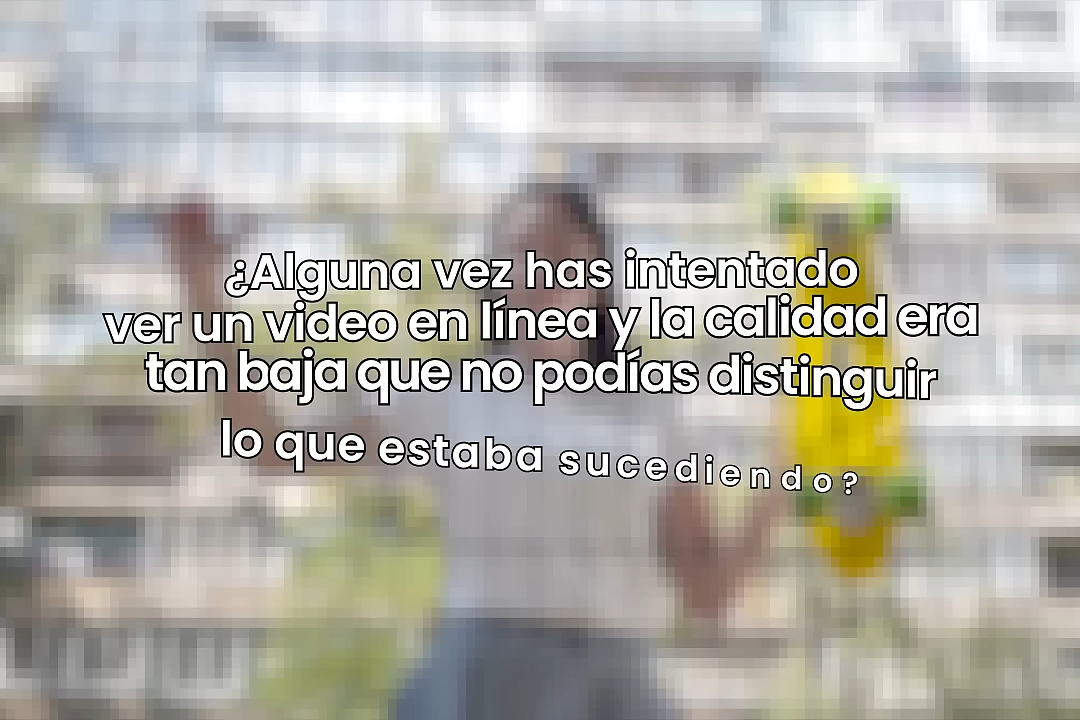 ¿Alguna vez has intentado
ver un video en línea y la calidad era
tan baja que no podías distinguir
lo que estaba sucediendo?